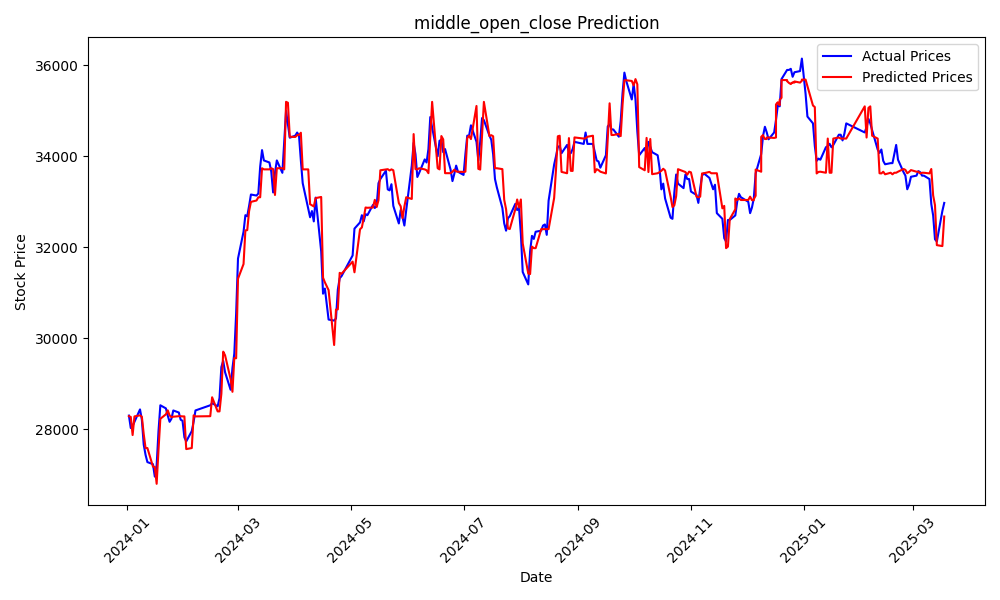 middle_open_close Prediction
Actual Prices
Predicted Prices
Stock Price
36000
34000
32000
30000
28000
2024-01
2024-03
2024-05
2024-07
2024-09
2024-11
2025-01
2025-03
Date